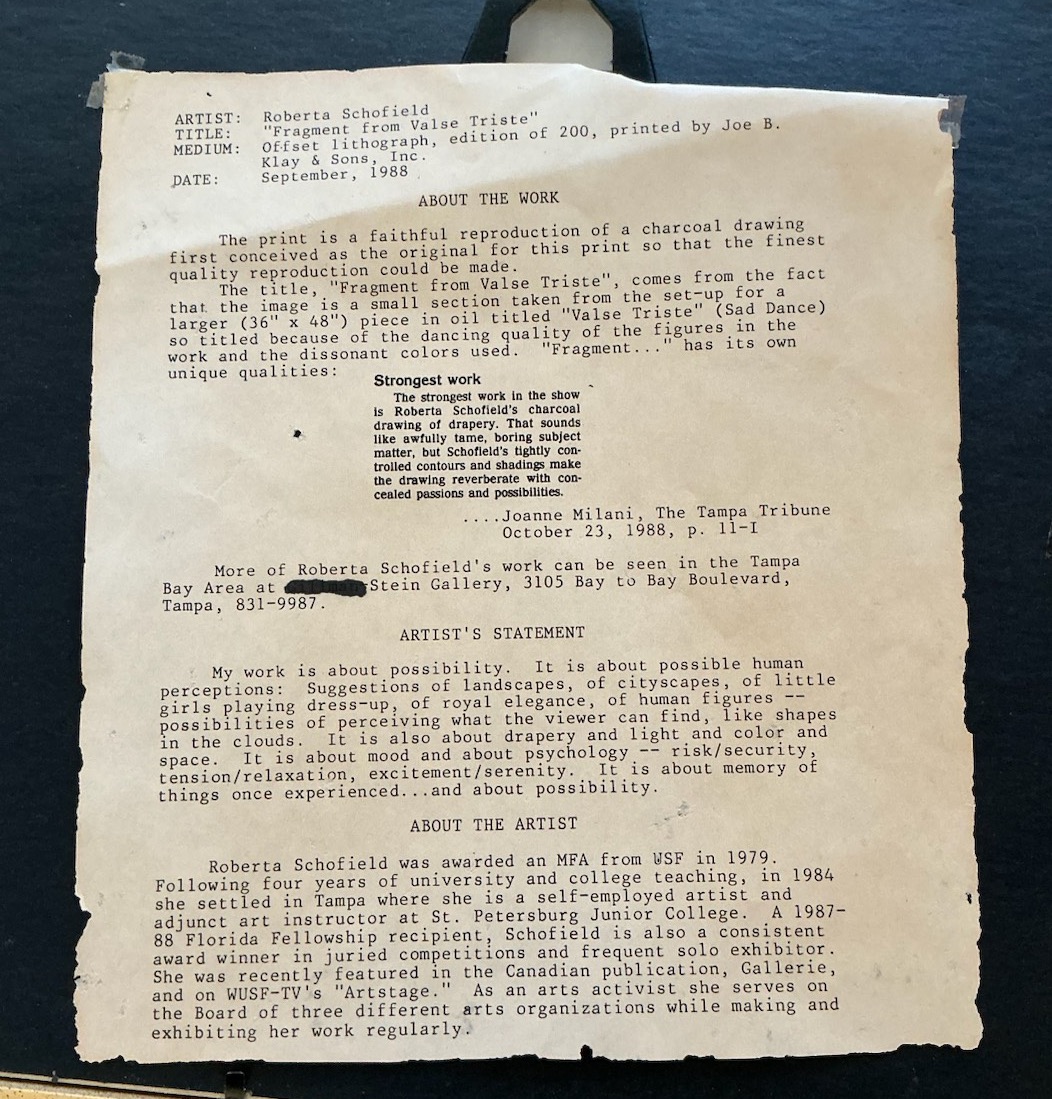 ARTIST: Roberta Schofield
TITLE: "Fragment from Valse Triste"
MEDIUM: Offset lithograph, edition of 200, printed by Joe B.
Klay & Sons, Inc.
DATE: September, 1988
ABOUT THE WORK
The print is a faithful reproduction of a charcoal drawing
first conceived as the original for this print so that the finest
quality reproduction could be made.
The title, "Fragment from Valse Triste", comes from the fact
that the image is a small section taken from the set-up for a
larger (36" x 48") piece in oil titled "Valse Triste" (Sad Dance)
so titled because of the dancing quality of the figures in the
work and the dissonant colors used. "Fragment..." has its own
unique qualities:
Strongest work
The strongest work in the show
is Roberta Schofield's charcoal
drawing of drapery. That sounds
like awfully tame, boring subject
matter, but Schofield's tightly con-
trolled contours and shadings make
the drawing reverberate with con-
cealed passions and possibilities.
....Joanne Milani, The Tampa Tribune
October 23, 1988, p. 11-I
More of Roberta Schofield's work can be seen in the Tampa
Bay Area at Stein Gallery, 3105 Bay to Bay Boulevard,
Tampa, 831-9987.
ARTIST'S STATEMENT
My work is about possibility. It is about possible human
perceptions: Suggestions of landscapes, of cityscapes, of little
girls playing dress-up, of royal elegance, of human figures --
possibilities of perceiving what the viewer can find, like shapes
in the clouds. It is also about drapery and light and color and
space. It is about mood and about psychology -- risk/security,
tension/relaxation, excitement/serenity. It is about memory of
things once experienced...and about possibility.
ABOUT THE ARTIST
Roberta Schofield was awarded an MFA from USF in 1979.
Following four years of university and college teaching, in 1984
she settled in Tampa where she is a self-employed artist and
adjunct art instructor at St. Petersburg Junior College. A 1987-
88 Florida Fellowship recipient, Schofield is also a consistent
award winner in juried competitions and frequent solo exhibitor.
She was recently featured in the Canadian publication, Gallerie,
and on WUSF-TV's "Artstage." As an arts activist she serves on
the Board of three different arts organizations while making and
exhibiting her work regularly.